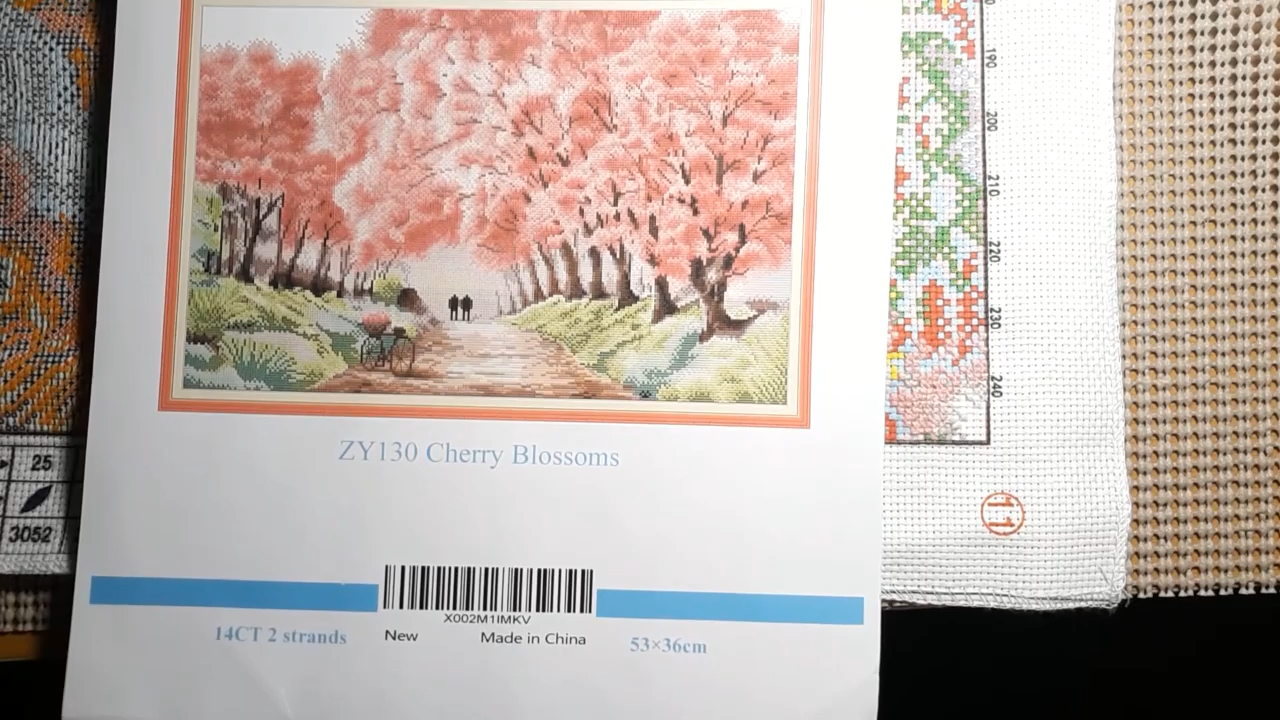 ZY130 Cherry Blossoms
X002M1IMKV
New Made in China
14CT 2 strands
53×36cm
25
3052
190
200
210
220
230
240
11